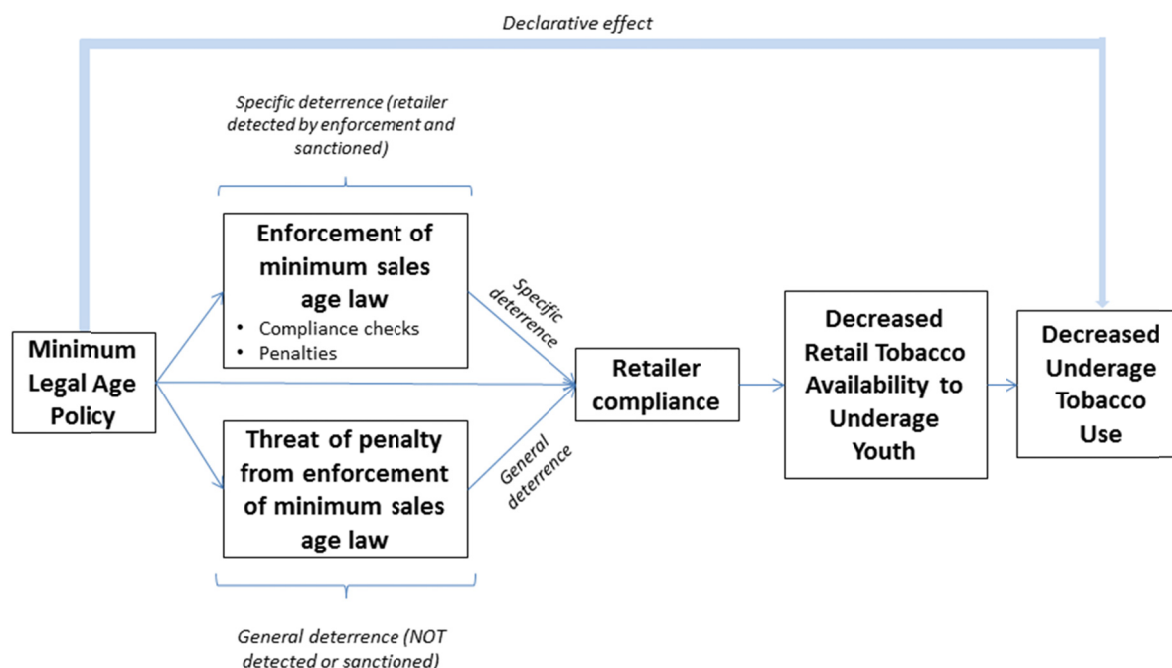 Declarative effect
Specific deterrence (retailer
detected by enforcement and
sanctioned)
Enforcement of
minimum sales
age law
• Compliance checks
• Penalties
Specific
deterrence
Minimum
Legal Age
Policy
Retailer
compliance
Decreased
Retail Tobacco
Availability to
Underage
Youth
Decreased
Underage
Tobacco
Use
Threat of penalty
from enforcement
of minimum sales
age law
General
deterrence
General deterrence (NOT
detected or sanctioned)